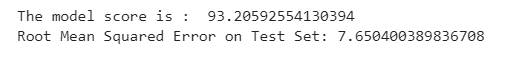 The model score is :  93.20592554130394
Root Mean Squared Error on Test Set: 7.650400389836708